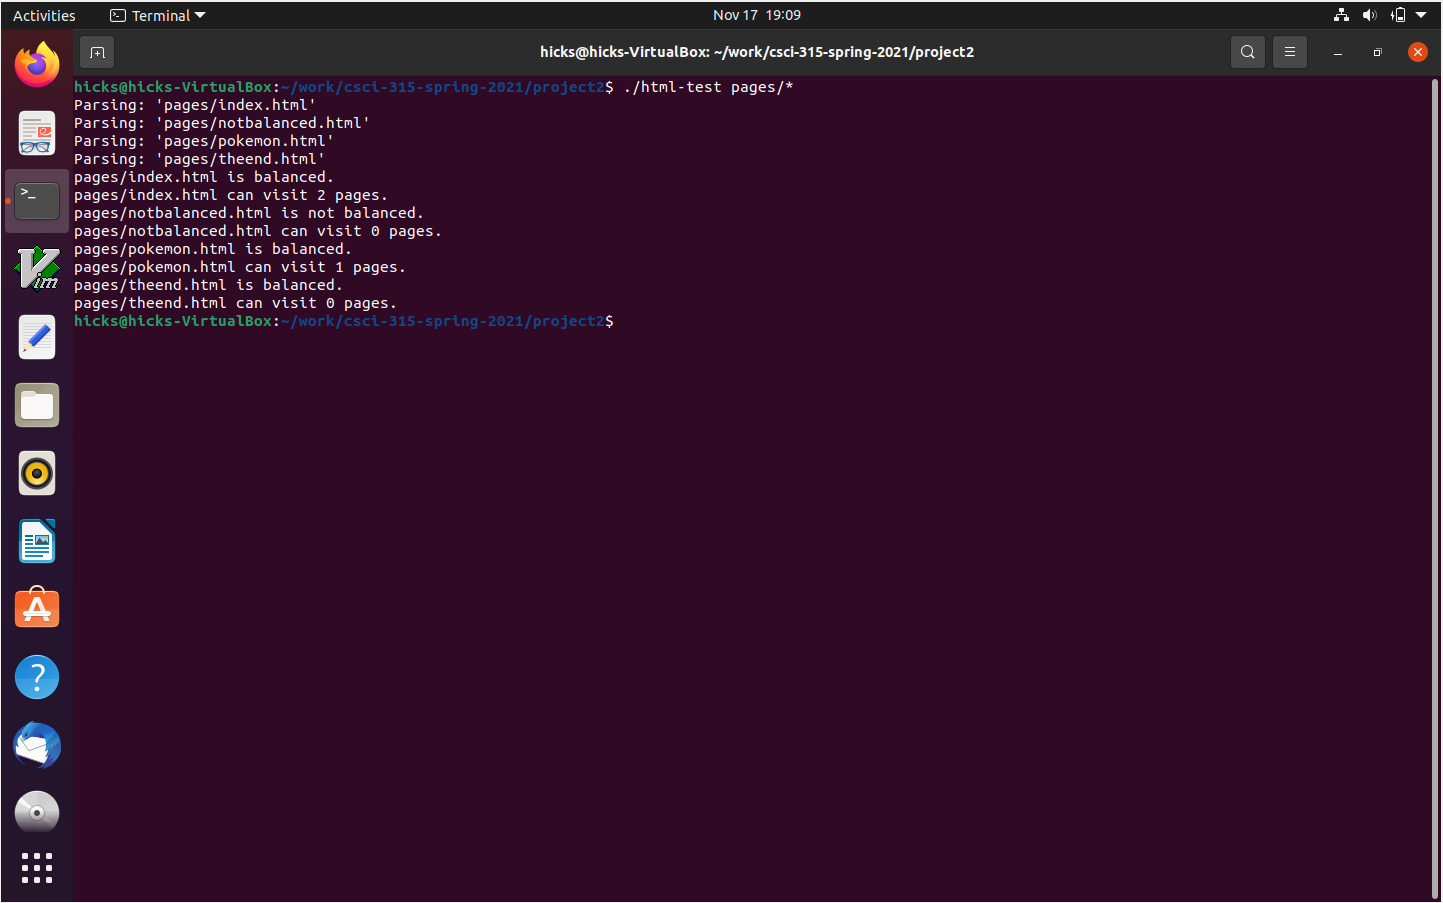 Activities
Terminal
Nov 17 19:09
hicks@hicks-VirtualBox: ~/work/csci-315-spring-2021/project2
hicks@hicks-VirtualBox:~/work/csci-315-spring-2021/project2$ ./html-test pages/*
Parsing: 'pages/index.html'
Parsing: 'pages/notbalanced.html'
Parsing: 'pages/pokemon.html'
Parsing: 'pages/theend.html'
pages/index.html is balanced.
pages/index.html can visit 2 pages.
pages/notbalanced.html is not balanced.
pages/notbalanced.html can visit 0 pages.
pages/pokemon.html is balanced.
pages/pokemon.html can visit 1 pages.
pages/theend.html is balanced.
pages/theend.html can visit 0 pages.
hicks@hicks-VirtualBox:~/work/csci-315-spring-2021/project2$
>_
Vim
?